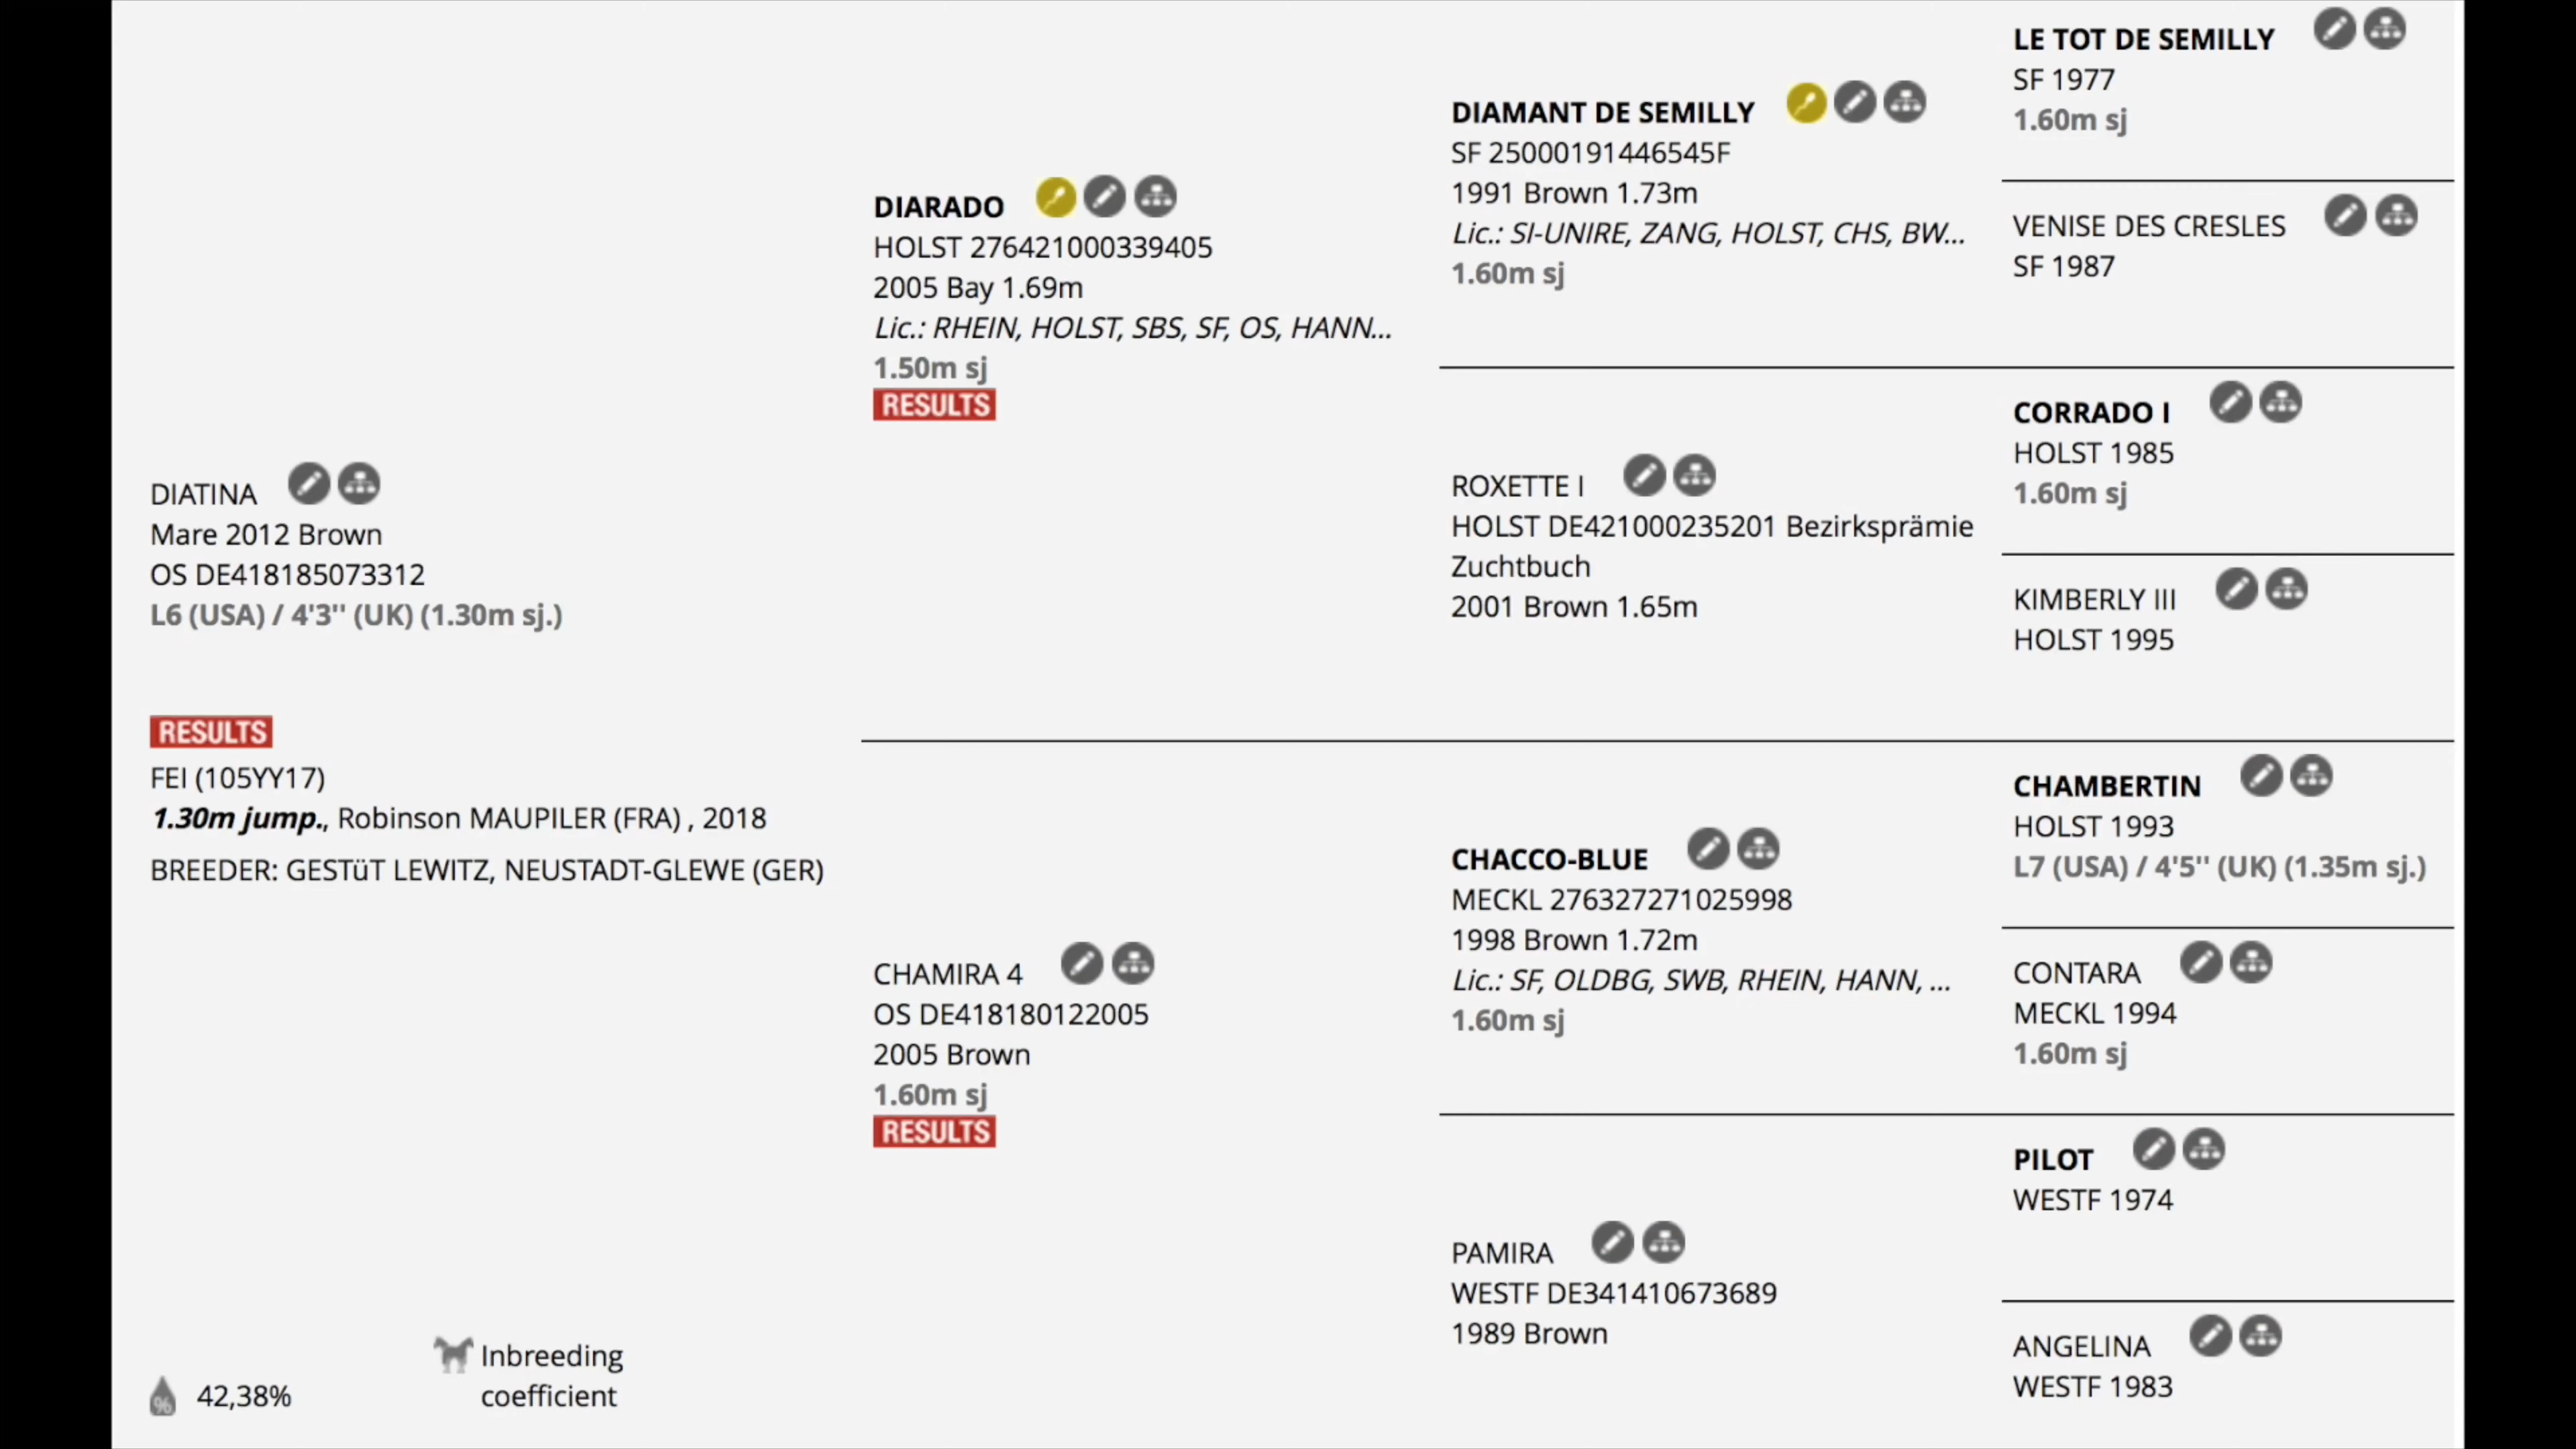 DIATINA
Mare 2012 Brown
OS DE418185073312
L6 (USA) / 4'3'' (UK) (1.30m sj.)
RESULTS
FEI (105YY17)
1.30m jump., Robinson MAUPILER (FRA) , 2018
BREEDER: GESTüT LEWITZ, NEUSTADT-GLEWE (GER)
% 42,38%
Inbreeding
coefficient
DIARADO
HOLST 276421000339405
2005 Bay 1.69m
Lic.: RHEIN, HOLST, SBS, SF, OS, HANN...
1.50m sj
RESULTS
CHAMIRA 4
OS DE418180122005
2005 Brown
1.60m sj
RESULTS
DIAMANT DE SEMILLY
SF 25000191446545F
1991 Brown 1.73m
Lic.: SI-UNIRE, ZANG, HOLST, CHS, BW...
1.60m sj
ROXETTE I
HOLST DE421000235201 Bezirksprämie
Zuchtbuch
2001 Brown 1.65m
CHACCO-BLUE
MECKL 276327271025998
1998 Brown 1.72m
Lic.: SF, OLDBG, SWB, RHEIN, HANN, ...
1.60m sj
PAMIRA
WESTF DE341410673689
1989 Brown
LE TOT DE SEMILLY
SF 1977
1.60m sj
VENISE DES CRESLES
SF 1987
CORRADO I
HOLST 1985
1.60m sj
KIMBERLY III
HOLST 1995
CHAMBERTIN
HOLST 1993
L7 (USA) / 4'5'' (UK) (1.35m sj.)
CONTARA
MECKL 1994
1.60m sj
PILOT
WESTF 1974
ANGELINA
WESTF 1983